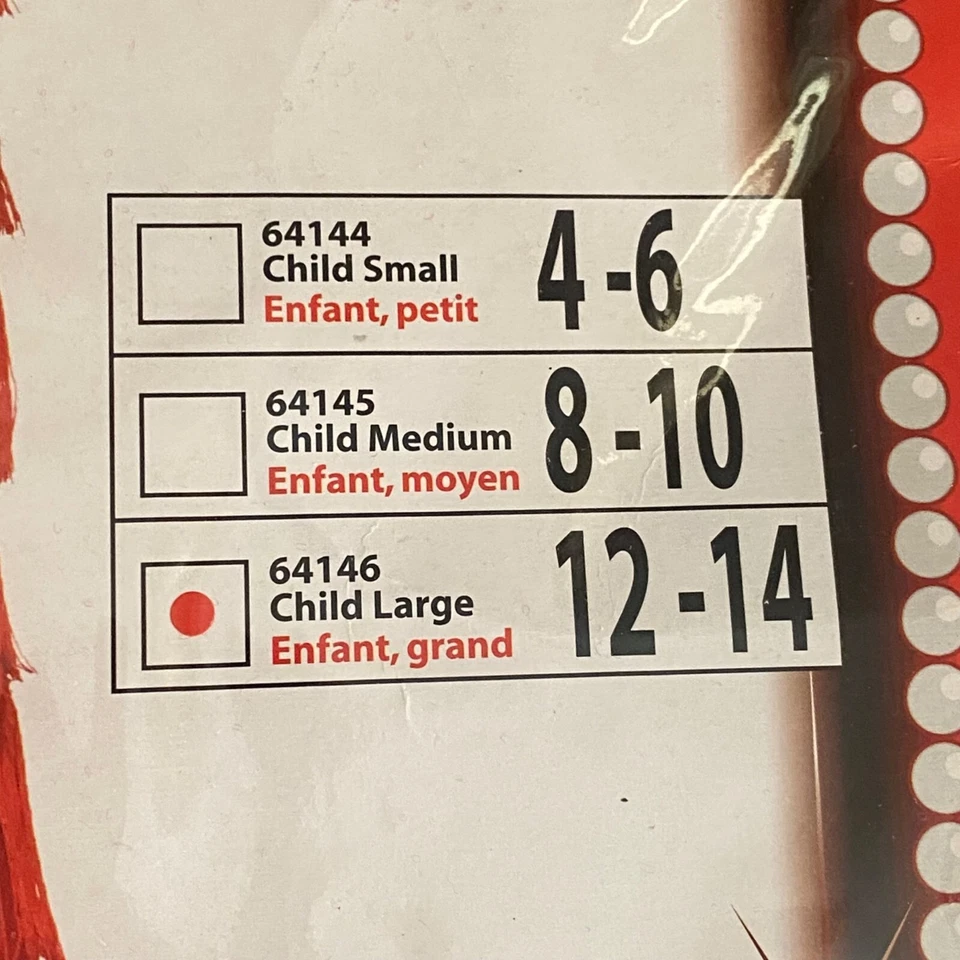 64144
Child Small
Enfant, petit
4 -6
64145
Child Medium
Enfant, moyen
8 -10
64146
Child Large
Enfant, grand
12 -14